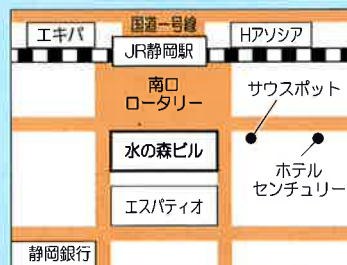 国道一号線
エキパ
JR静岡駅
Hアソシア
南口
ロータリー
サウスポット
水の森ビル
ホテル
センチュリー
エスパティオ
静岡銀行